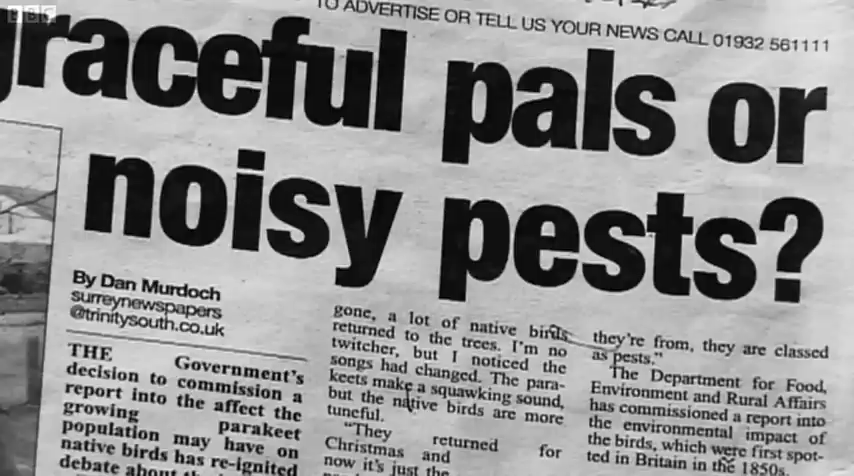 BBC
TO ADVERTISE OR TELL US YOUR NEWS CALL 01932 561111
graceful pals or
noisy pests?
By Dan Murdoch
surreynewspapers
@trinitysouth.co.uk
THE Government's
decision to commission a
report into the affect the
growing parakeet
population may have on
native birds has re-ignited
debate about the
gone, a lot of native birds
returned to the trees. I'm no
twitcher, but I noticed the
songs had changed. The para-
keets make a squawking sound,
but the native birds are more
tuneful.
"They returned for
Christmas and
now it's just the
they're from, they are classed
as pests."
The Department for Food,
Environment and Rural Affairs
has commissioned a report into
the environmental impact of
the birds, which were first spot-
ted in Britain in the 1850s.